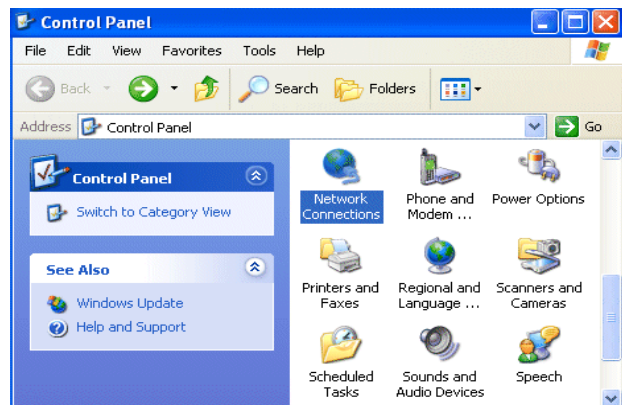 Control Panel
File Edit View Favorites Tools Help
Back Search Folders
Address Control Panel Go
Control Panel
Switch to Category View
See Also
Windows Update
Help and Support
Network Connections
Phone and Modem ...
Power Options
Printers and Faxes
Regional and Language ...
Scanners and Cameras
Scheduled Tasks
Sounds and Audio Devices
Speech